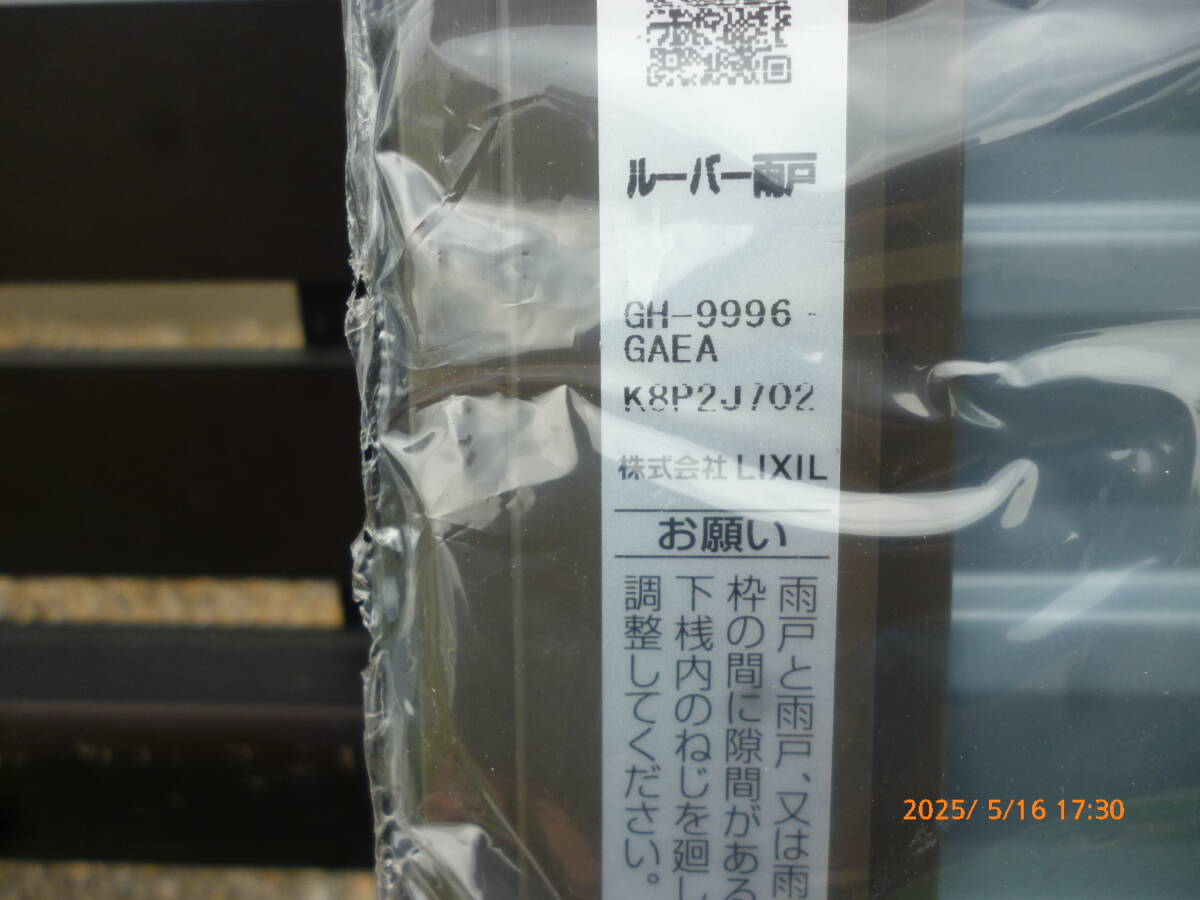 ルーバー雨戸
GH-9996
GAEA
K8P2J702
株式会社 LIXIL
お願い
雨戸と雨戸、又は雨
枠の間に隙間がある
下桟内のねじを廻し
調整してください。
2025/ 5/16 17:30